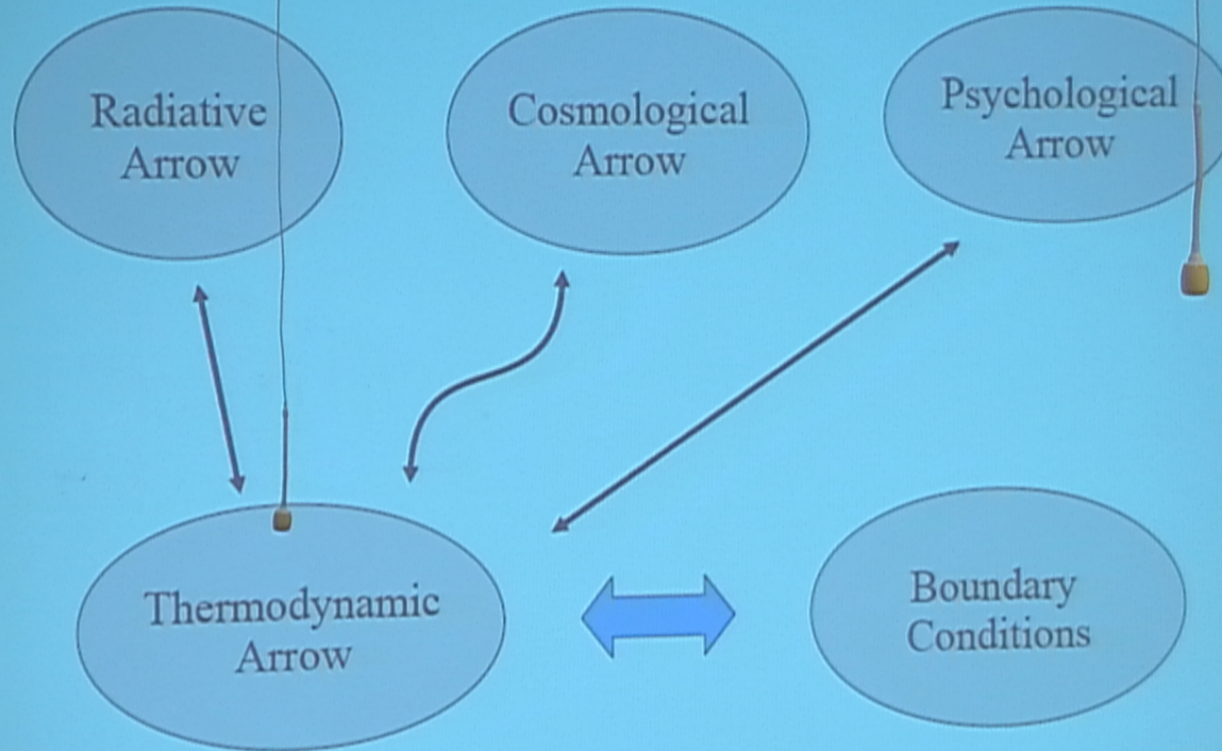 Radiative
Arrow
Cosmological
Arrow
Psychological
Arrow
Thermodynamic
Arrow
Boundary
Conditions